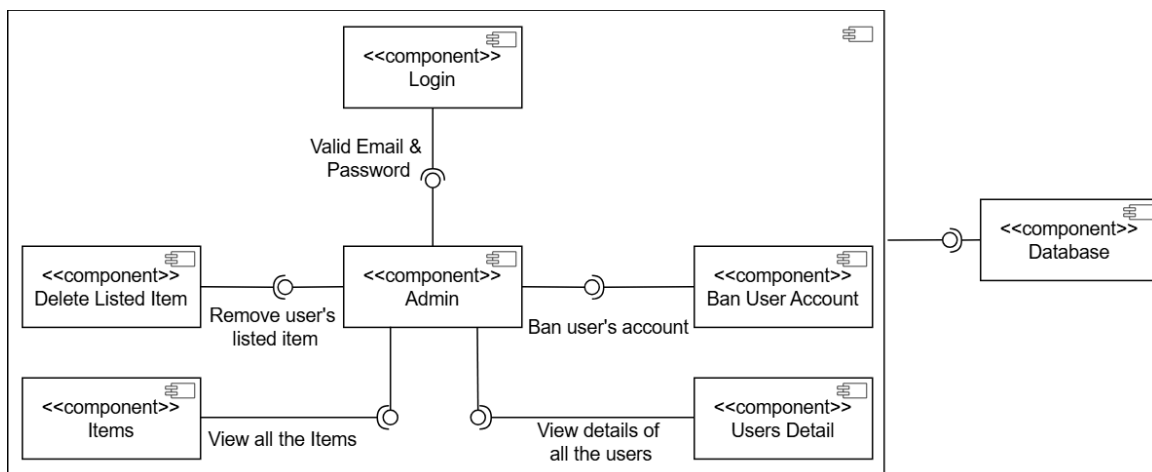 <<component>>
Login
Valid Email &
Password
<<component>>
Delete Listed Item
Remove user's
listed item
<<component>>
Admin
Ban user's account
<<component>>
Ban User Account
<<component>>
Database
<<component>>
Items
View all the Items
View details of
all the users
<<component>>
Users Detail